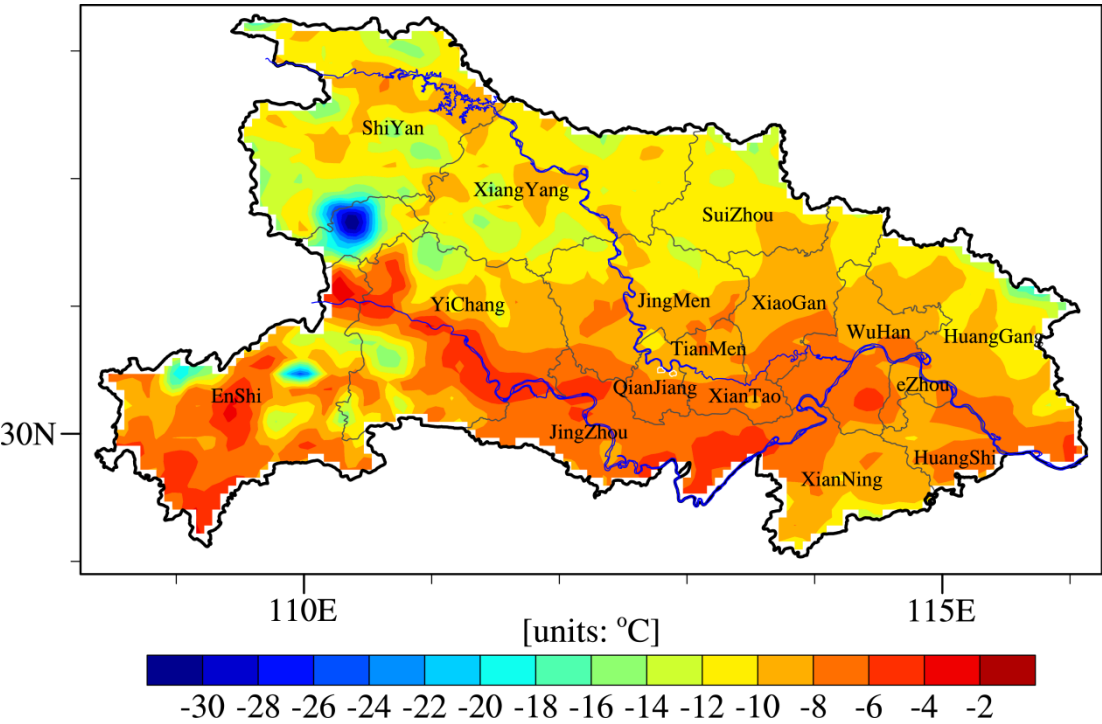 ShiYan
XiangYang
SuiZhou
YiChang
JingMen
XiaoGan
WuHan
HuangGang
TianMen
EnShi
QianJiang
XianTao
eZhou
30N
JingZhou
HuangShi
XianNing
110E
115E
[units: °C]
-30 -28 -26 -24 -22 -20 -18 -16 -14 -12 -10 -8 -6 -4 -2